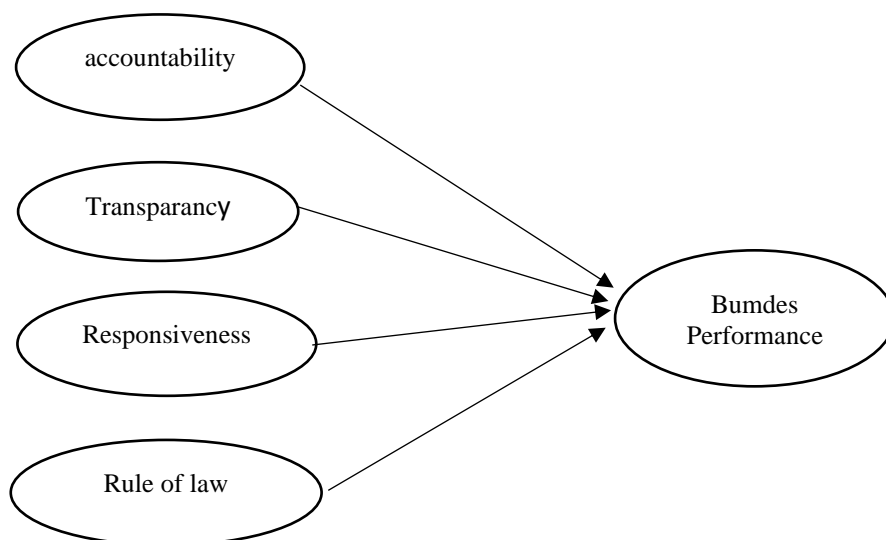 accountability
Transparancy
Responsiveness
Rule of law
Bumdes
Performance